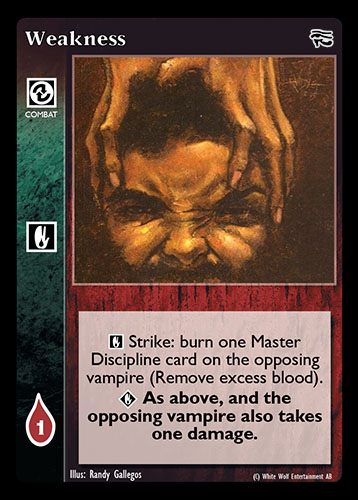 Weakness
COMBAT
Strike: burn one Master
Discipline card on the opposing
vampire (Remove excess blood).
As above, and the
opposing vampire also takes
one damage.
1
Illus: Randy Gallegos
(C) White Wolf Entertainment AB